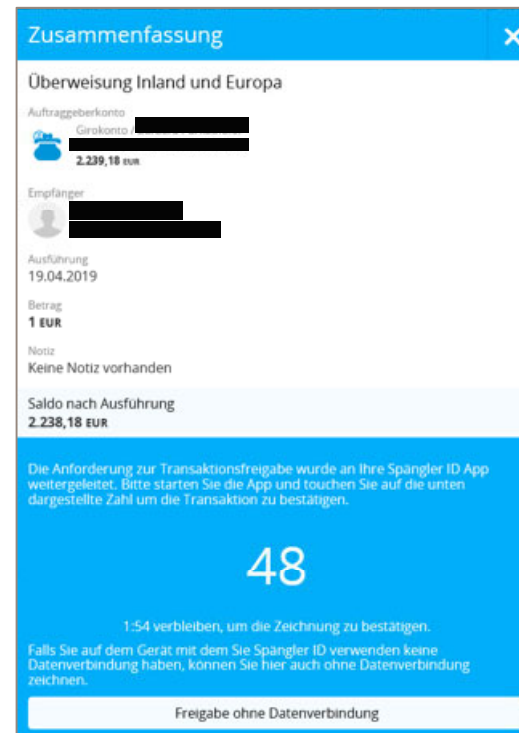 Zusammenfassung
Überweisung Inland und Europa
Auftraggeberkonto
Girokonto /
2.239,18 EUR
Empfänger
Ausführung
19.04.2019
Betrag
1 EUR
Notiz
Keine Notiz vorhanden
Saldo nach Ausführung
2.238,18 EUR
Die Anforderung zur Transaktionsfreigabe wurde an Ihre Spängler ID App
weitergeleitet. Bitte starten Sie die App und touchen Sie auf die unten
dargestellte Zahl um die Transaktion zu bestätigen.
48
1:54 verbleiben, um die Zeichnung zu bestätigen.
Falls Sie auf dem Gerät mit dem Sie Spängler ID verwenden keine
Datenverbindung haben, können Sie hier auch ohne Datenverbindung
zeichnen.
Freigabe ohne Datenverbindung